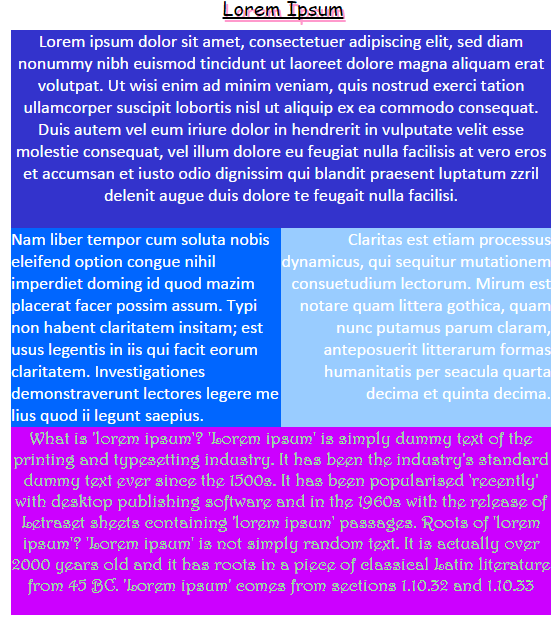 Lorem Ipsum
Lorem ipsum dolor sit amet, consectetuer adipiscing elit, sed diam
nonummy nibh euismod tincidunt ut laoreet dolore magna aliquam erat
volutpat. Ut wisi enim ad minim veniam, quis nostrud exerci tation
ullamcorper suscipit lobortis nisl ut aliquip ex ea commodo consequat.
Duis autem vel eum iriure dolor in hendrerit in vulputate velit esse
molestie consequat, vel illum dolore eu feugiat nulla facilisis at vero eros
et accumsan et iusto odio dignissim qui blandit praesent luptatum zzril
delenit augue duis dolore te feugait nulla facilisi.
Nam liber tempor cum soluta nobis
eleifend option congue nihil
imperdiet doming id quod mazim
placerat facer possim assum. Typi
non habent claritatem insitam; est
usus legentis in iis qui facit eorum
claritatem. Investigationes
demonstraverunt lectores legere me
lius quod ii legunt saepius.
Claritas est etiam processus
dynamicus, qui sequitur mutationem
consuetudium lectorum. Mirum est
notare quam littera gothica, quam
nunc putamus parum claram,
anteposuerit litterarum formas
humanitatis per seacula quarta
decima et quinta decima.
What is 'lorem ipsum'? 'Lorem ipsum' is simply dummy text of the
printing and typesetting industry. It has been the industry's standard
dummy text ever since the 1500s. It has been popularised 'recently'
with desktop publishing software and in the 1960s with the release of
Letraset sheets containing 'lorem ipsum' passages. Roots of 'lorem
ipsum'? 'Lorem ipsum' is not simply random text. It is actually over
2000 years old and it has roots in a piece of classical Latin literature
from 45 BC. 'Lorem ipsum' comes from sections 1.10.32 and 1.10.33